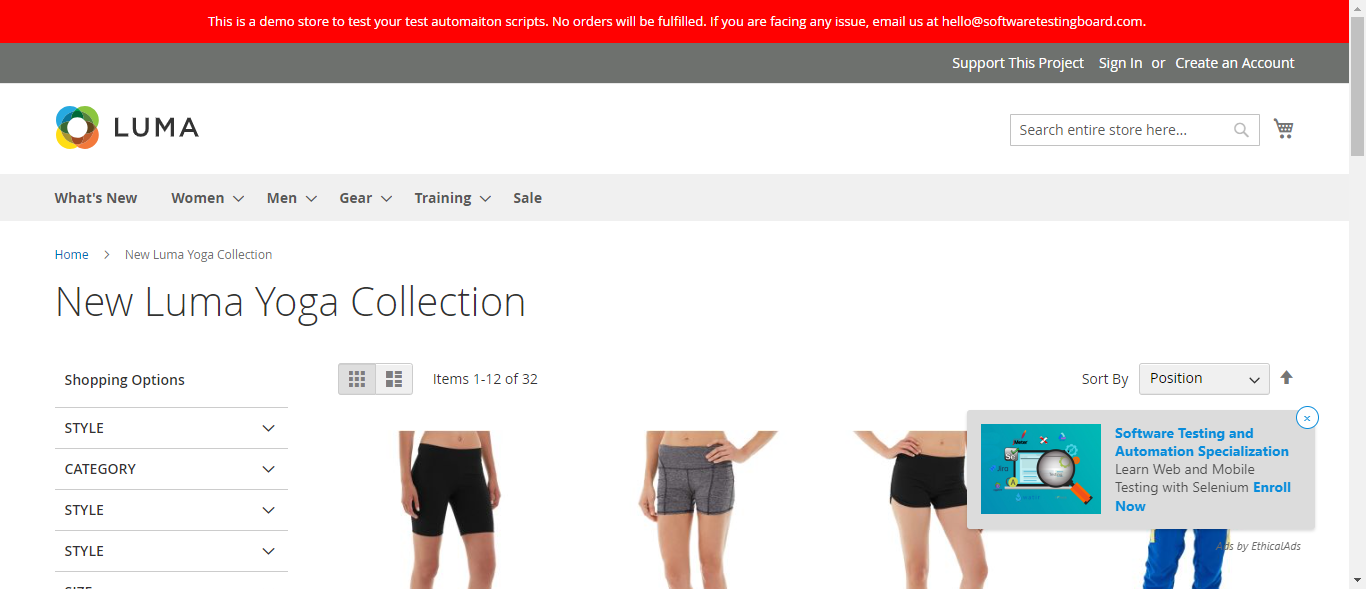 This is a demo store to test your test automaiton scripts. No orders will be fulfilled. If you are facing any issue, email us at hello@softwaretestingboard.com.
Support This Project Sign In or Create an Account
LUMA
Search entire store here...
What's New Women Men Gear Training Sale
Home New Luma Yoga Collection
New Luma Yoga Collection
Shopping Options
STYLE
CATEGORY
STYLE
STYLE
Items 1-12 of 32
Sort By Position
Software Testing and
Automation Specialization
Learn Web and Mobile
Testing with Selenium Enroll
Now
Ads by EthicalAds